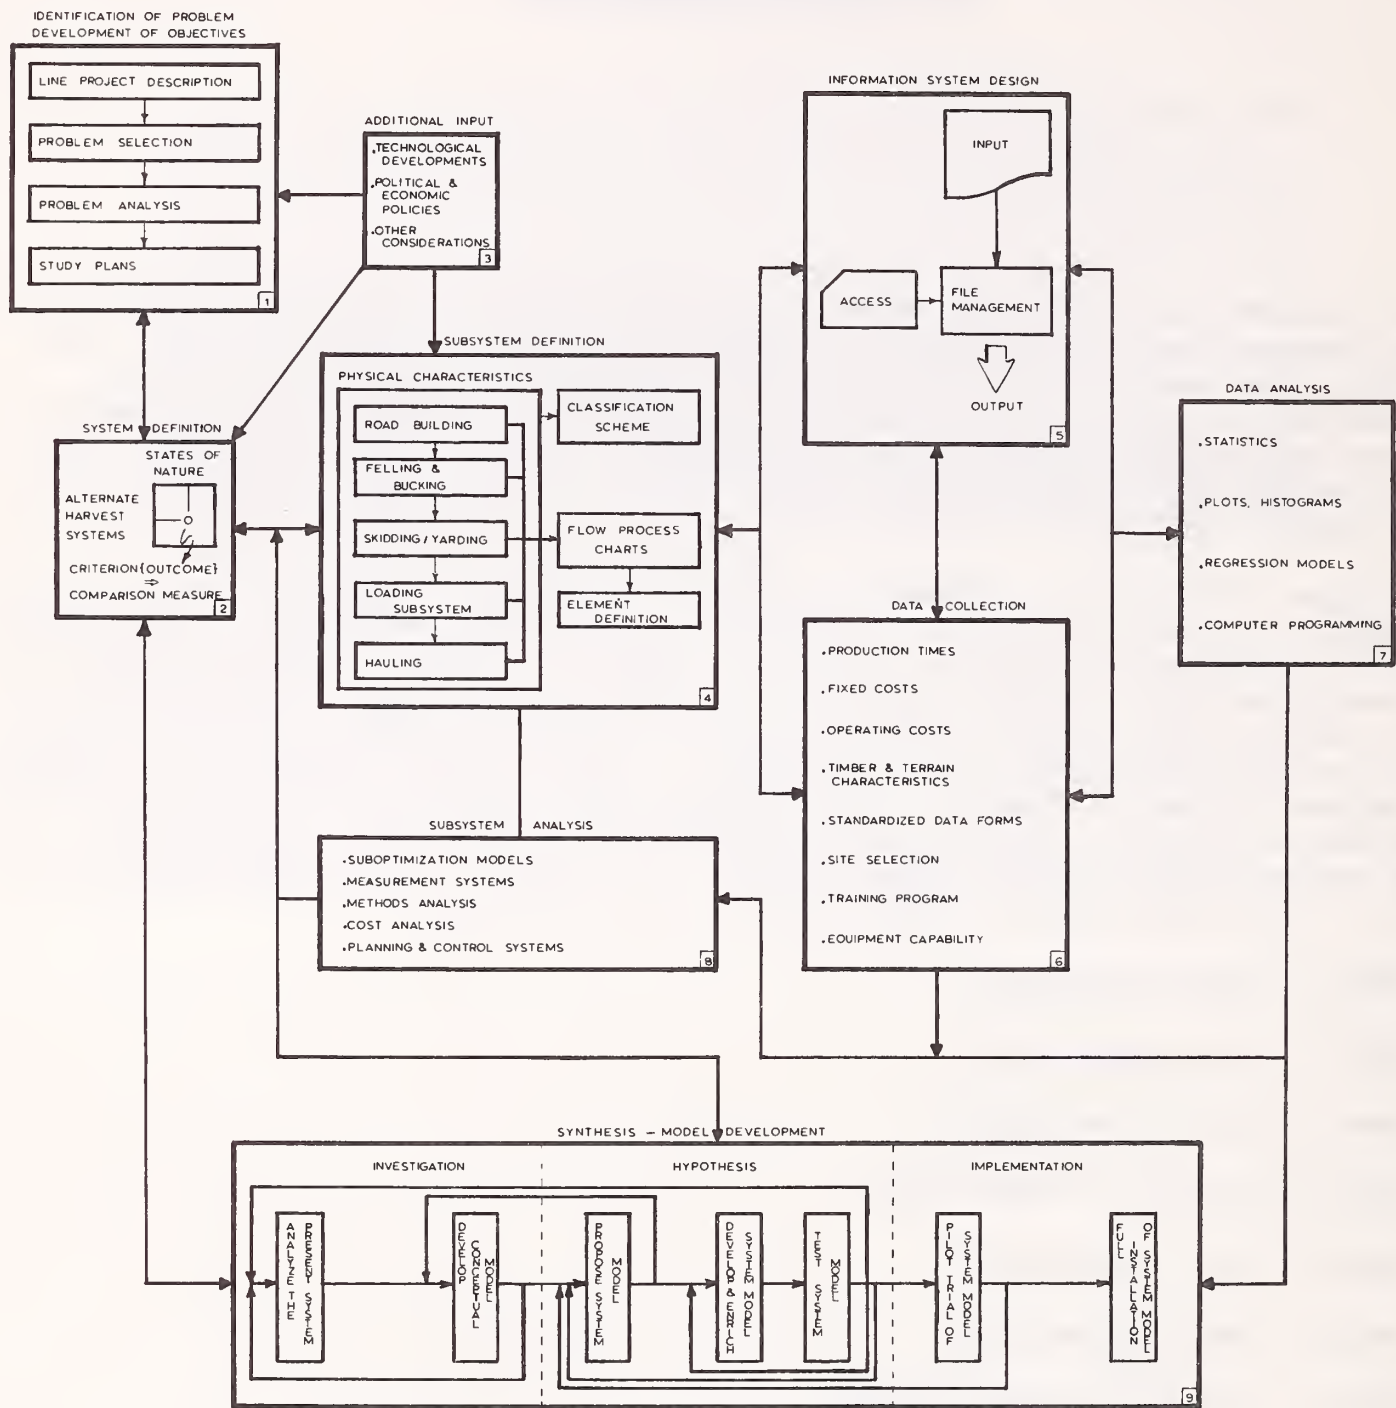 IDENTIFICATION OF PROBLEM
DEVELOPMENT OF OBJECTIVES
LINE PROJECT DESCRIPTION
PROBLEM SELECTION
PROBLEM ANALYSIS
STUDY PLANS
1
ADDITIONAL INPUT
.TECHNOLOGICAL
DEVELOPMENTS
.POLITICAL &
ECONOMIC
POLICIES
.OTHER
CONSIDERATIONS
3
SYSTEM DEFINITION
STATES OF
NATURE
ALTERNATE
HARVEST
SYSTEMS
O
CRITERION{OUTCOME}
⇒
COMPARISON MEASURE
2
SUBSYSTEM DEFINITION
PHYSICAL CHARACTERISTICS
ROAD BUILDING
FELLING &
BUCKING
SKIDDING/YARDING
LOADING
SUBSYSTEM
HAULING
CLASSIFICATION
SCHEME
FLOW PROCESS
CHARTS
ELEMENT
DEFINITION
4
INFORMATION SYSTEM DESIGN
INPUT
ACCESS
FILE
MANAGEMENT
OUTPUT
5
DATA COLLECTION
.PRODUCTION TIMES
.FIXED COSTS
.OPERATING COSTS
.TIMBER & TERRAIN
CHARACTERISTICS
.STANDARDIZED DATA FORMS
.SITE SELECTION
.TRAINING PROGRAM
.EQUIPMENT CAPABILITY
6
DATA ANALYSIS
.STATISTICS
.PLOTS, HISTOGRAMS
.REGRESSION MODELS
.COMPUTER PROGRAMMING
7
SUBSYSTEM ANALYSIS
.SUBOPTIMIZATION MODELS
.MEASUREMENT SYSTEMS
.METHODS ANALYSIS
.COST ANALYSIS
.PLANNING & CONTROL SYSTEMS
8
SYNTHESIS - MODEL DEVELOPMENT
INVESTIGATION
HYPOTHESIS
IMPLEMENTATION
ANALYZE THE
PRESENT SYSTEM
DEVELOP
CONCEPTUAL
MODEL
PROPOSE SYSTEM
MODEL
DEVELOP & ENRICH
SYSTEM MODEL
TEST SYSTEM
MODEL
PILOT TRIAL OF
SYSTEM MODEL
FULL
INSTALLATION
OF SYSTEM MODEL
9